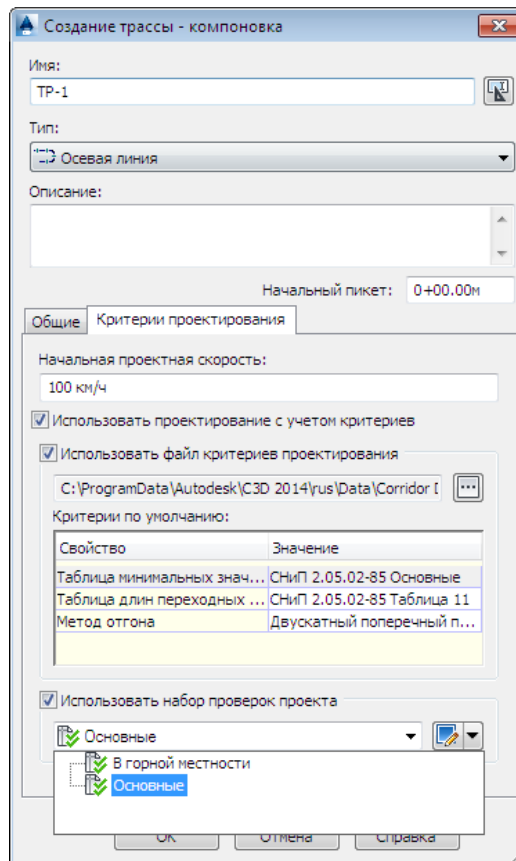 Создание трассы - компоновка
Имя:
ТР-1
Тип:
Осевая линия
Описание:
Начальный пикет: 0+00.00м
Общие Критерии проектирования
Начальная проектная скорость:
100 км/ч
Использовать проектирование с учетом критериев
Использовать файл критериев проектирования
C:\ProgramData\Autodesk\C3D 2014\rus\Data\Corridor D
Критерии по умолчанию:
Свойство Значение
Таблица минимальных знач... СНиП 2.05.02-85 Основные
Таблица длин переходных ... СНиП 2.05.02-85 Таблица 11
Метод отгона Двускатный поперечный п...
Использовать набор проверок проекта
Основные
В горной местности
Основные
ОК Отмена Справка